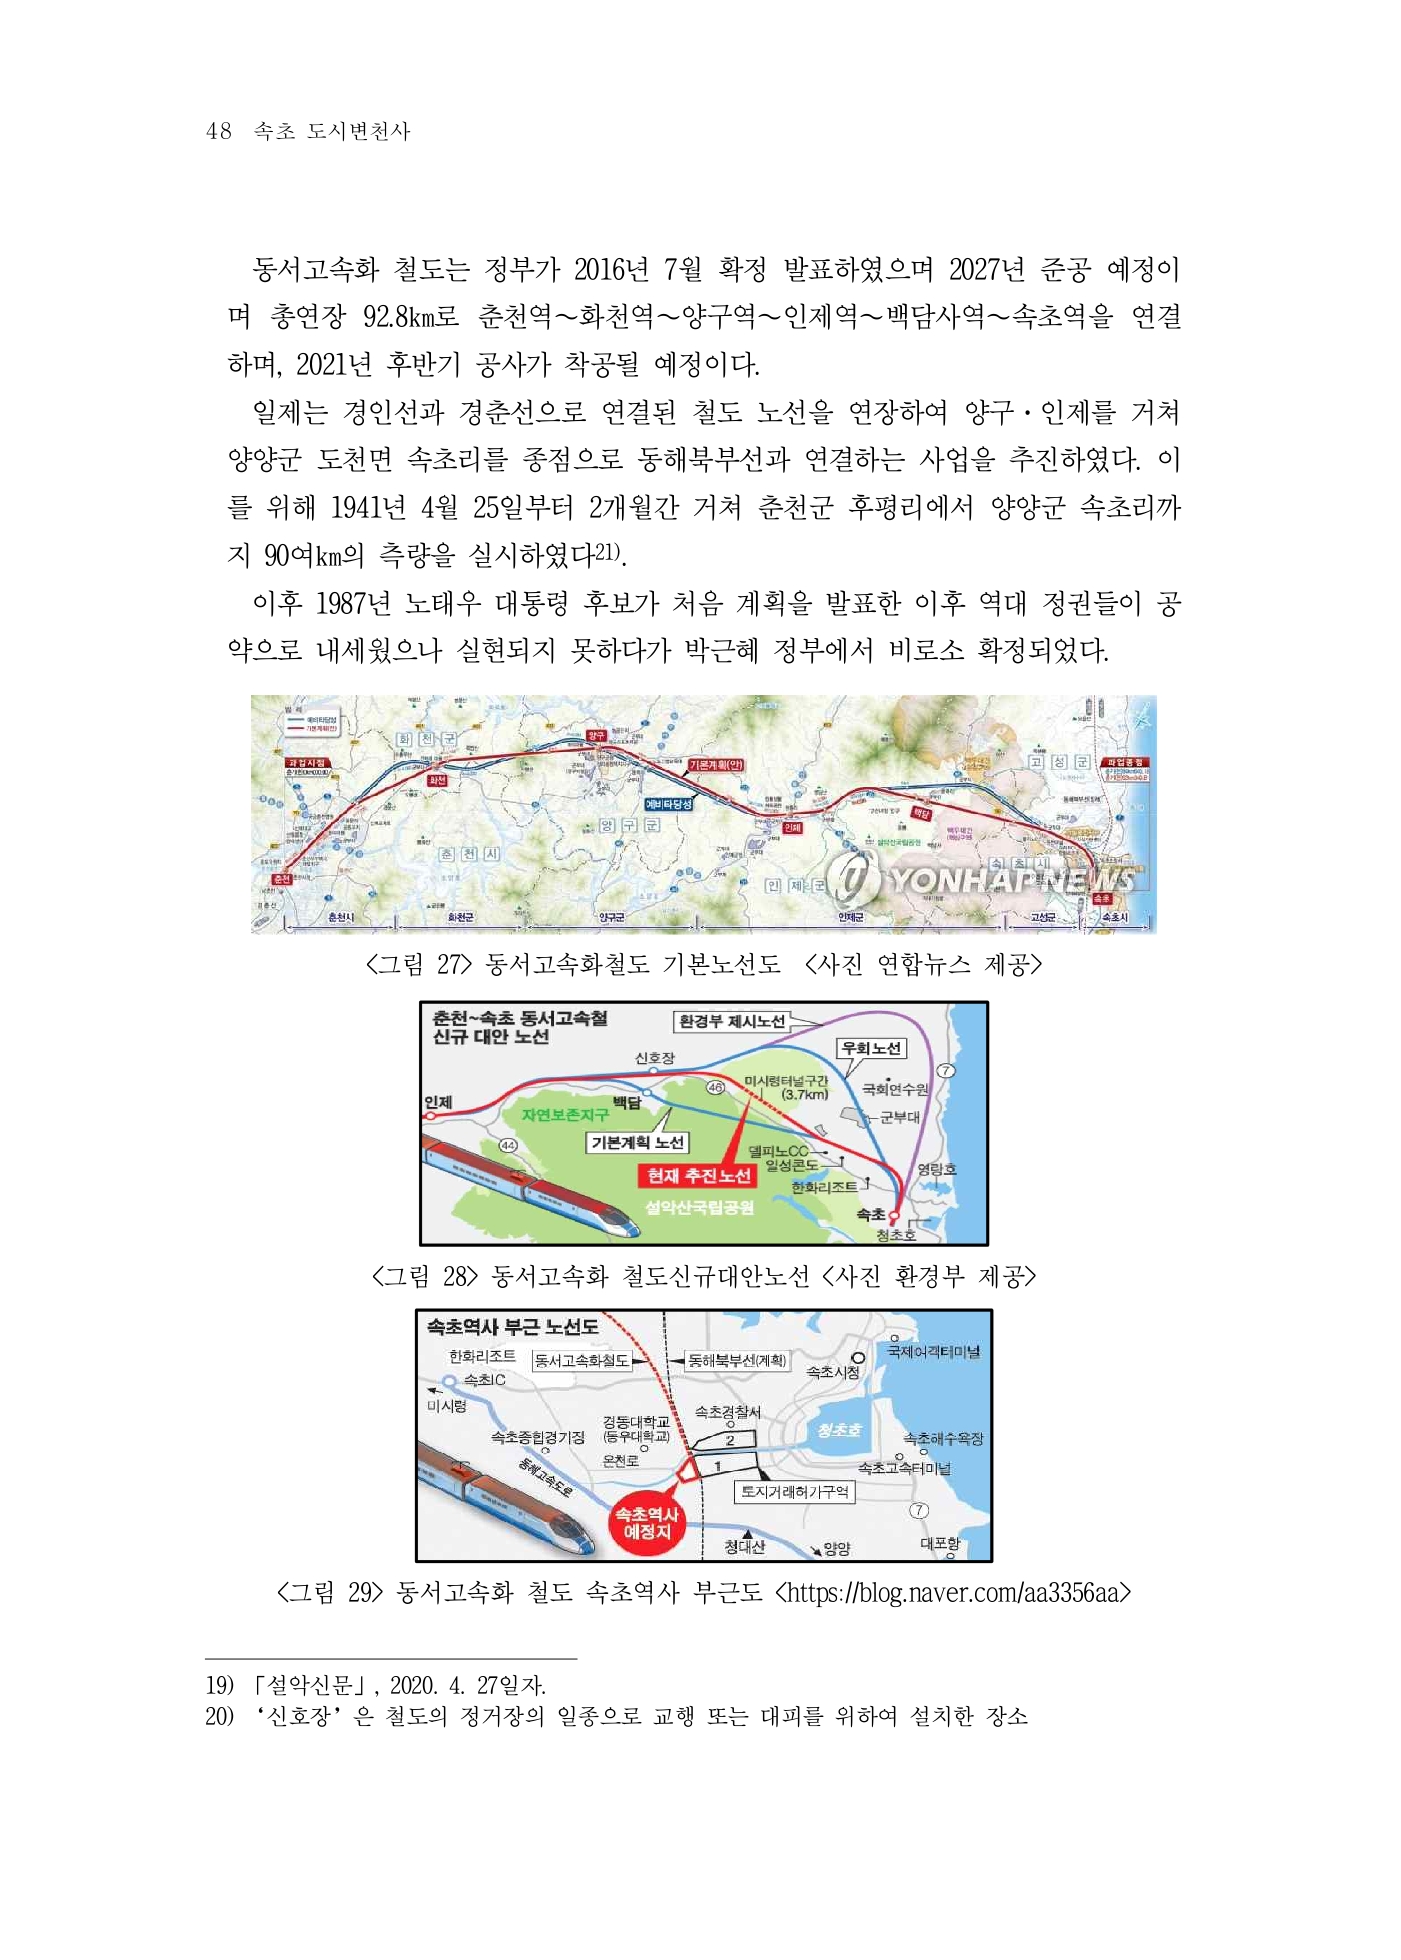 48 속초 도시변천사
동서고속화 철도는 정부가 2016년 7월 확정 발표하였으며 2027년 준공 예정이
며 총연장 92.8㎞로 춘천역～화천역～양구역～인제역～백담사역～속초역을 연결
하며, 2021년 후반기 공사가 착공될 예정이다.
일제는 경인선과 경춘선으로 연결된 철도 노선을 연장하여 양구·인제를 거쳐
양양군 도천면 속초리를 종점으로 동해북부선과 연결하는 사업을 추진하였다. 이
를 위해 1941년 4월 25일부터 2개월간 거쳐 춘천군 후평리에서 양양군 속초리까
지 90여㎞의 측량을 실시하였다21).
이후 1987년 노태우 대통령 후보가 처음 계획을 발표한 이후 역대 정권들이 공
약으로 내세웠으나 실현되지 못하다가 박근혜 정부에서 비로소 확정되었다.
범 례
예비타당성
기본계획(안)
과업시점
화 천 군
화천
양구
기본계획(안)
예비타당성
양 구 군
춘 천 시
춘천
인제
인 제 군
백담
고 성 군
과업종점
속 초 시
속초
YONHAP NEWS
춘천시
화천군
양구군
인제군
고성군
속초시
<그림 27> 동서고속화철도 기본노선도 <사진 연합뉴스 제공>
춘천~속초 동서고속철
신규 대안 노선
환경부 제시노선
우회노선
신호장
미시령터널구간
(3.7km)
국회연수원
7
46
인제
백담
자연보존지구
군부대
44
기본계획 노선
델피노CC
일성콘도
현재 추진노선
한화리조트
영랑호
설악산국립공원
속초
청초호
<그림 28> 동서고속화 철도신규대안노선 <사진 환경부 제공>
속초역사 부근 노선도
한화리조트
동서고속화철도
동해북부선(계획)
국제여객터미널
속초시청
속초IC
미시령
경동대학교
(동우대학교)
속초경찰서
속초종합경기장
청초호
속초해수욕장
2
온천로
1
속초고속터미널
동해고속도로
토지거래허가구역
속초역사
예정지
7
청대산
양양
대포항
<그림 29> 동서고속화 철도 속초역사 부근도 <https://blog.naver.com/aa3356aa>
19) 「설악신문」, 2020. 4. 27일자.
20) ‘신호장’은 철도의 정거장의 일종으로 교행 또는 대피를 위하여 설치한 장소